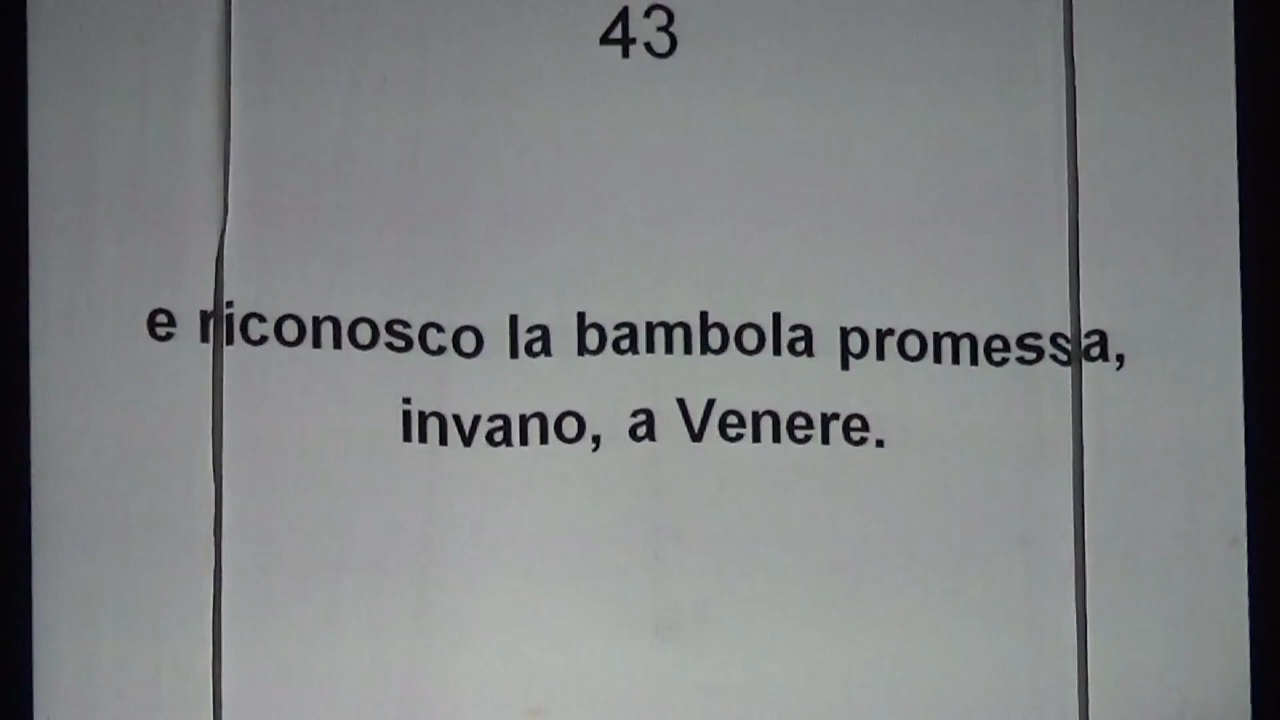 43
e riconosco la bambola promessa,
invano, a Venere.